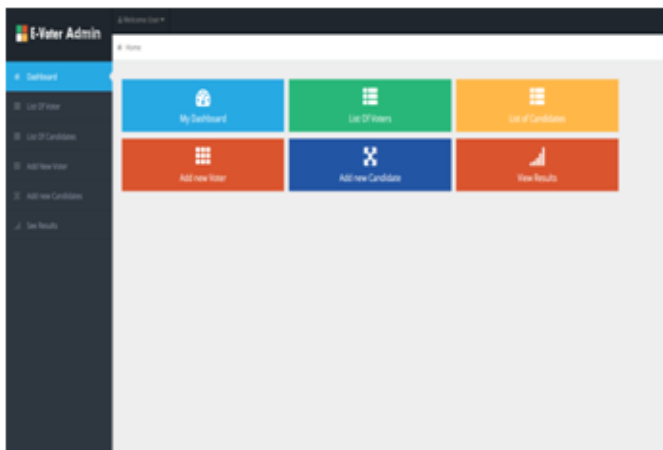 E-Voter Admin
Welcome User
Home
Dashboard
List Of Voter
List Of Candidates
Add New Voter
Add new Candidates
See Results
My Dashboard
List Of Voters
List of Candidates
Add new Voter
Add new Candidate
View Results